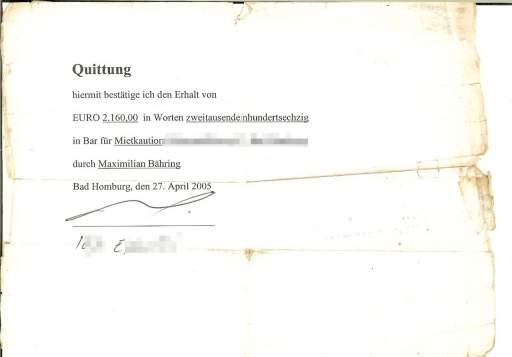 Quittung
hiermit bestätige ich den Erhalt von
EURO 2.160,00 in Worten zweitausendeinhundertsechzig
in Bar für Mietkaution
durch Maximilian Bähring
Bad Homburg, den 27. April 2005